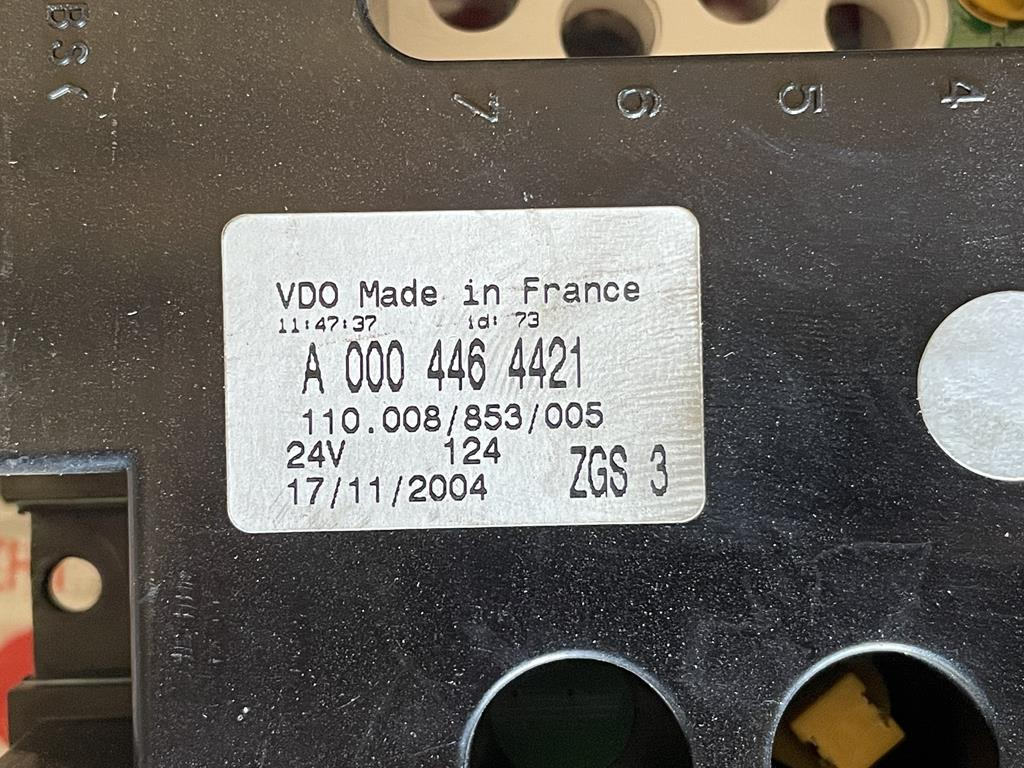 BSK
7 6 5 4
VDO Made in France
11:47:37 id: 73
A 000 446 4421
110.008/853/005
24V 124
17/11/2004 ZGS 3